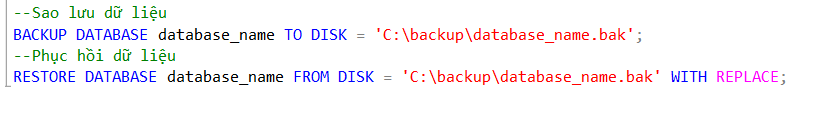 --Sao lưu dữ liệu
BACKUP DATABASE database_name TO DISK = 'C:\backup\database_name.bak';
--Phục hồi dữ liệu
RESTORE DATABASE database_name FROM DISK = 'C:\backup\database_name.bak' WITH REPLACE;